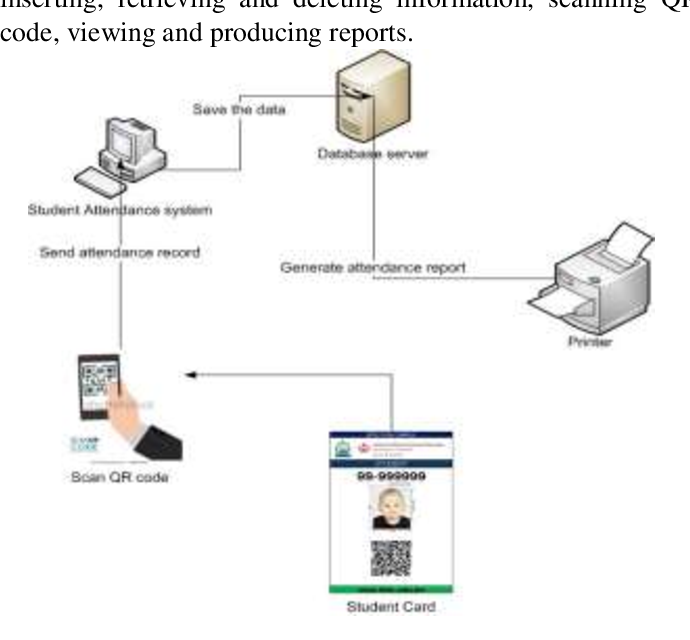 inserting, retrieving and deleting information, scanning QR
code, viewing and producing reports.
Save the data
Database server
Student Attendance system
Send attendance record
Generate attendance report
Printer
Scan QR code
99-999999
Student Card